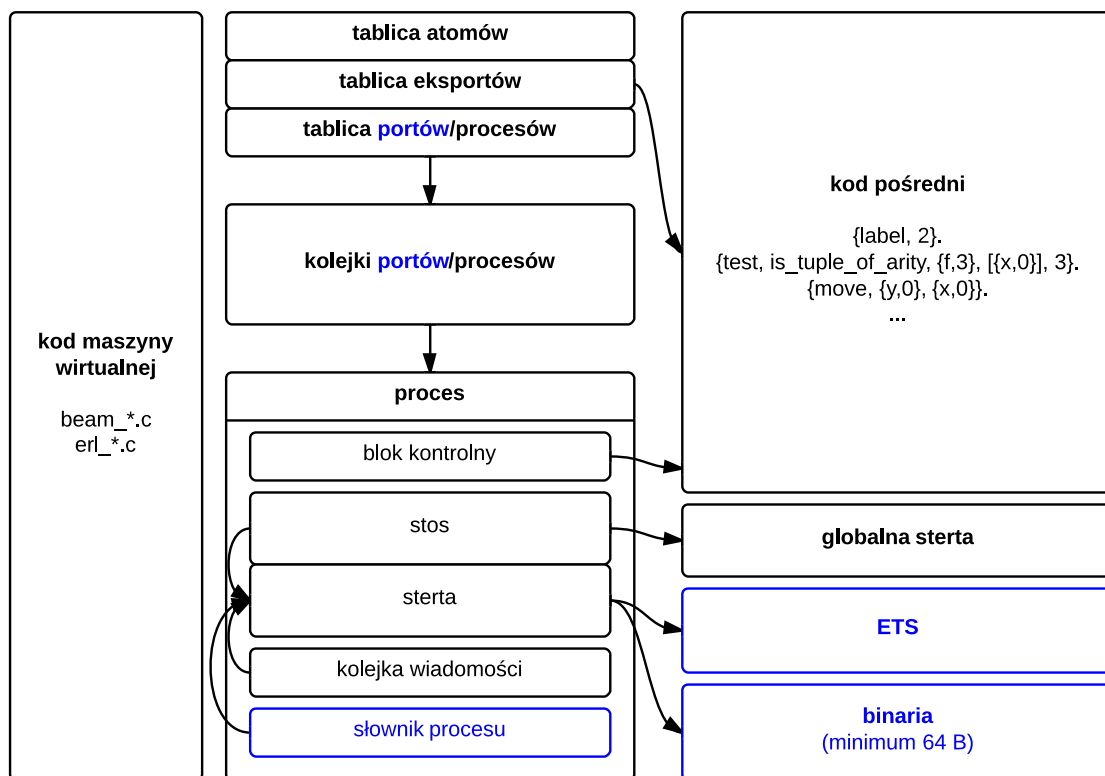 kod maszyny
wirtualnej
beam_*.c
erl_*.c
tablica atomów
tablica eksportów
tablica portów/procesów
kolejki portów/procesów
proces
blok kontrolny
stos
sterta
kolejka wiadomości
słownik procesu
kod pośredni
{label, 2}.
{test, is_tuple_of_arity, {f,3}, [{x,0}], 3}.
{move, {y,0}, {x,0}}.
...
globalna sterta
ETS
binaria
(minimum 64 B)